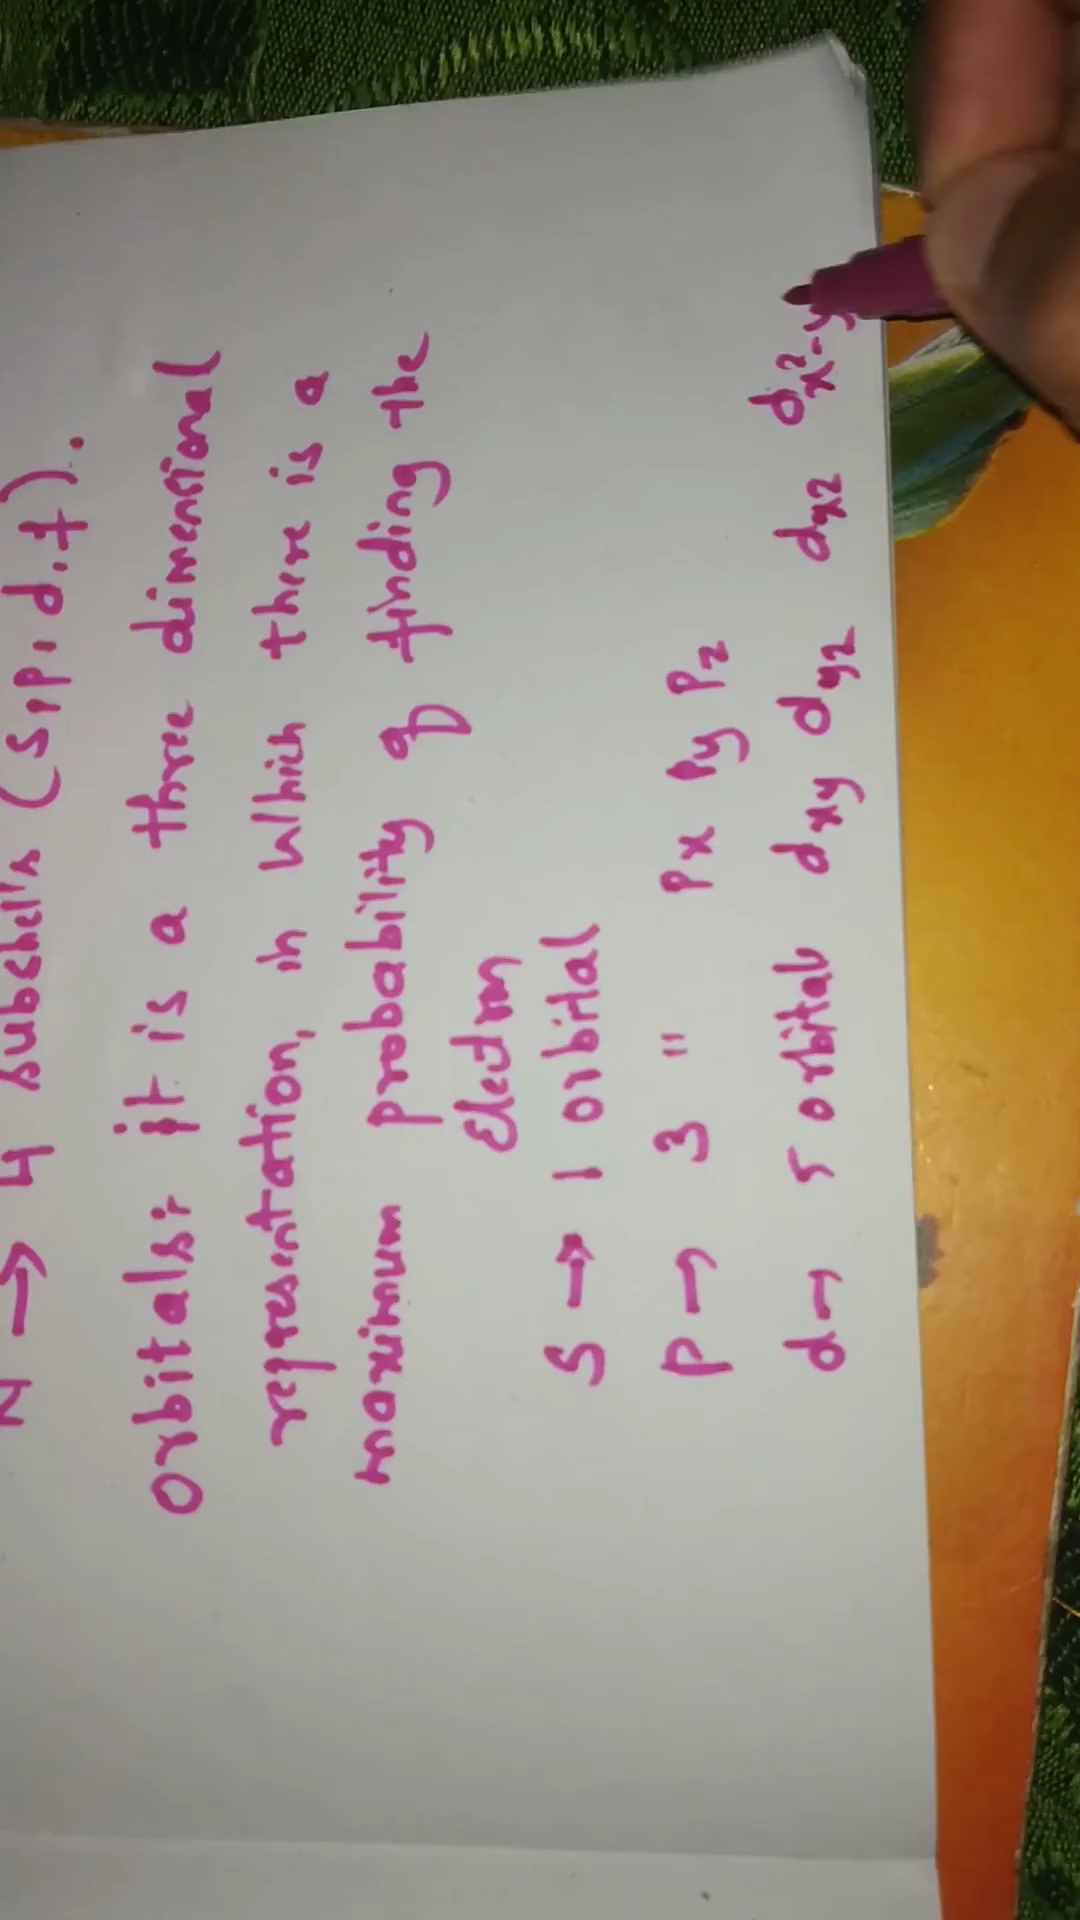 N → 4 subshells (s,p,d,f).
orbitals: it is a three dimensional
representation, in which there is a
maximum probability of finding the
Electron
S → 1 orbital
P → 3 " Px Py Pz
d → 5 orbitals dxy dyz dxz dx²-y